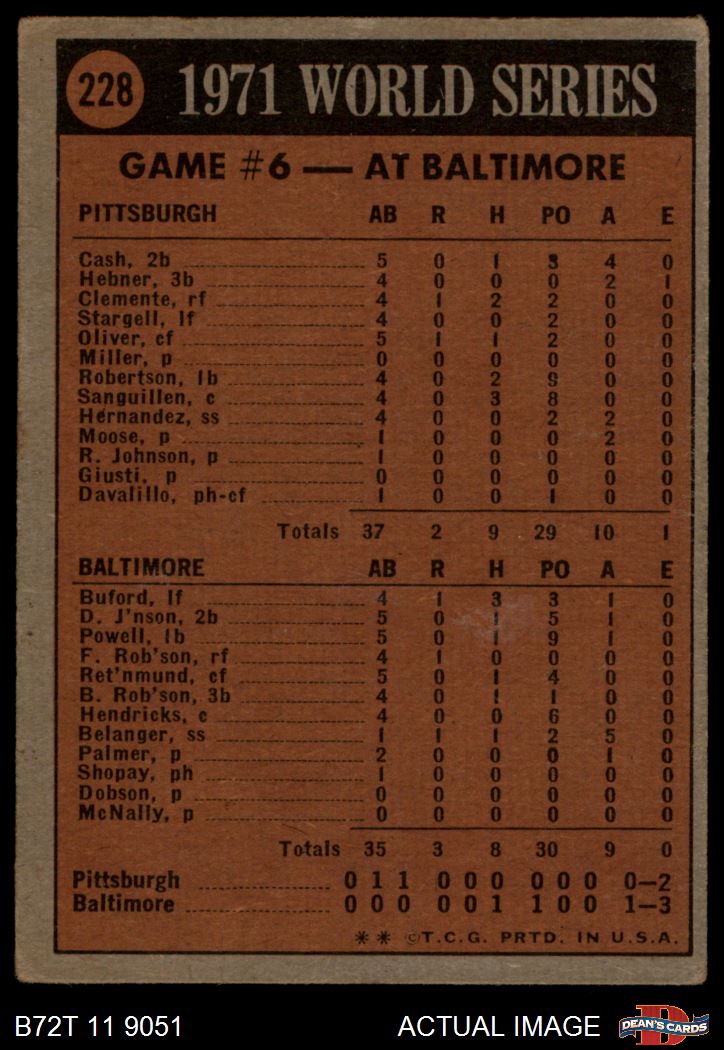 228 1971 WORLD SERIES
GAME #6 — AT BALTIMORE
PITTSBURGH AB R H PO A E
Cash, 2b 5 0 1 3 4 0
Hebner, 3b 4 0 0 0 2 1
Clemente, rf 4 1 2 2 0 0
Stargell, lf 4 0 0 2 0 0
Oliver, cf 5 1 1 2 0 0
Miller, p 0 0 0 0 0 0
Robertson, 1b 4 0 2 9 0 0
Sanguillen, c 4 0 3 8 0 0
Hernandez, ss 4 0 0 2 2 0
Moose, p 1 0 0 0 2 0
R. Johnson, p 1 0 0 0 0 0
Giusti, p 0 0 0 0 0 0
Davalillo, ph-cf 1 0 0 1 0 0
Totals 37 2 9 29 10 1
BALTIMORE AB R H PO A E
Buford, lf 4 1 3 3 1 0
D. J'nson, 2b 5 0 1 5 1 0
Powell, 1b 5 0 1 9 1 0
F. Rob'son, rf 4 1 0 0 0 0
Ret'nmund, cf 5 0 1 4 0 0
B. Rob'son, 3b 4 0 1 1 0 0
Hendricks, c 4 0 0 6 0 0
Belanger, ss 1 1 1 2 5 0
Palmer, p 2 0 0 0 1 0
Shopay, ph 1 0 0 0 0 0
Dobson, p 0 0 0 0 0 0
McNally, p 0 0 0 0 0 0
Totals 35 3 8 30 9 0
Pittsburgh 0 1 1 0 0 0 0 0 0 0—2
Baltimore 0 0 0 0 0 1 1 0 0 1—3
** ©T.C.G. PRTD. IN U.S.A.
B72T 11 9051 ACTUAL IMAGE D DEAN'S CARDS